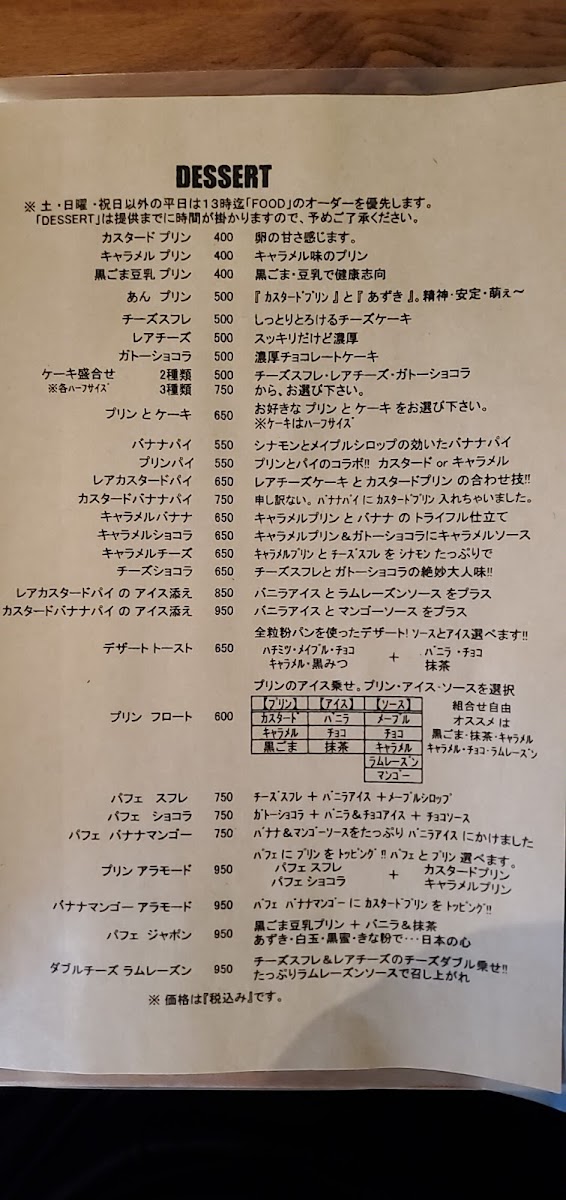 DESSERT
※ 土・日曜・祝日以外の平日は13時迄「FOOD」のオーダーを優先します。
「DESSERT」は提供までに時間が掛かりますので、予めご了承ください。
カスタード プリン 400 卵の甘さ感じます。
キャラメル プリン 400 キャラメル味のプリン
黒ごま豆乳 プリン 400 黒ごま・豆乳で健康志向
あん プリン 500 『 ｶｽﾀｰﾄﾞﾌﾟﾘﾝ 』と『 あずき 』。精神・安定・萌ぇ～
チーズスフレ 500 しっとりとろけるチーズケーキ
レアチーズ 500 スッキリだけど濃厚
ガトーショコラ 500 濃厚チョコレートケーキ
ケーキ盛合せ 2種類 500 チーズスフレ・レアチーズ・ガトーショコラ
※各ﾊｰﾌｻｲｽﾞ 3種類 750 から、お選び下さい。
プリン と ケーキ 650 お好きな プリン と ケーキ をお選び下さい。
※ケーキはﾊｰﾌｻｲｽﾞ
バナナパイ 550 シナモンとメイプルシロップの効いたバナナパイ
プリンパイ 550 プリンとパイのコラボ!! カスタード or キャラメル
レアカスタードパイ 650 レアチーズケーキ と カスタードプリン の合わせ技!!
カスタードバナナパイ 750 申し訳ない。 ﾊﾞﾅﾅﾊﾟｲ に ｶｽﾀｰﾄﾞﾌﾟﾘﾝ 入れちゃいました。
キャラメルバナナ 650 キャラメルプリン と バナナ の トライフル仕立て
キャラメルショコラ 650 キャラメルプリン＆ガトーショコラにキャラメルソース
キャラメルチーズ 650 ｷｬﾗﾒﾙﾌﾟﾘﾝ と ﾁｰｽﾞｽﾌﾚ を ｼﾅﾓﾝ たっぷりで
チーズショコラ 650 チーズスフレとガトーショコラの絶妙大人味!!
レアカスタードパイ の アイス添え 850 バニラアイス と ラムレーズンソース を プラス
カスタードバナナパイ の アイス添え 950 バニラアイス と マンゴーソース を プラス
全粒粉パンを使ったデザート! ソースとアイス選べます!!
デザートトースト 650 ﾊﾁﾐﾂ・ﾒｲﾌﾟﾙ・ﾁｮｺ ＋ ﾊﾞﾆﾗ ・ﾁｮｺ
ｷｬﾗﾒﾙ・黒みつ 抹茶
プリンのアイス乗せ。プリン・アイス・ソースを選択
プリン フロート 600
【ﾌﾟﾘﾝ】 【ｱｲｽ】 【ｿｰｽ】 組合せ自由
ｶｽﾀｰﾄﾞ ﾊﾞﾆﾗ ﾒｰﾌﾟﾙ オススメ は
ｷｬﾗﾒﾙ ﾁｮｺ ﾁｮｺ 黒ごま・抹茶・ｷｬﾗﾒﾙ
黒ごま 抹茶 ｷｬﾗﾒﾙ ｷｬﾗﾒﾙ・ﾁｮｺ・ﾗﾑﾚｰｽﾞﾝ
ﾗﾑﾚｰｽﾞﾝ
ﾏﾝｺﾞｰ
パフェ スフレ 750 ﾁｰｽﾞｽﾌﾚ ＋ ﾊﾞﾆﾗｱｲｽ ＋ﾒｰﾌﾟﾙｼﾛｯﾌﾟ
パフェ ショコラ 750 ｶﾞﾄｰｼｮｺﾗ ＋ ﾊﾞﾆﾗ＆ﾁｮｺｱｲｽ ＋ ﾁｮｺｿｰｽ
パフェ バナナマンゴー 750 ﾊﾞﾅﾅ＆ﾏﾝｺﾞｰｿｰｽをたっぷり ﾊﾞﾆﾗｱｲｽ にかけました
ﾊﾟﾌｪ に ﾌﾟﾘﾝ を ﾄｯﾋﾟﾝｸﾞ!! ﾊﾟﾌｪ と ﾌﾟﾘﾝ 選べます。
プリン アラモード 950 パフェ スフレ ＋ カスタードプリン
パフェ ショコラ キャラメルプリン
バナナマンゴー アラモード 950 ﾊﾟﾌｪ ﾊﾞﾅﾅﾏﾝｺﾞｰ に ｶｽﾀｰﾄﾞﾌﾟﾘﾝ を ﾄｯﾋﾟﾝｸﾞ!!
パフェ ジャポン 950 黒ごま豆乳プリン ＋ バニラ＆抹茶
あずき・白玉・黒蜜・きな粉で…日本の心
ダブルチーズ ラムレーズン 950 チーズスフレ＆レアチーズのチーズダブル乗せ!!
たっぷりラムレーズンソースで召し上がれ
※ 価格は『税込み』です。